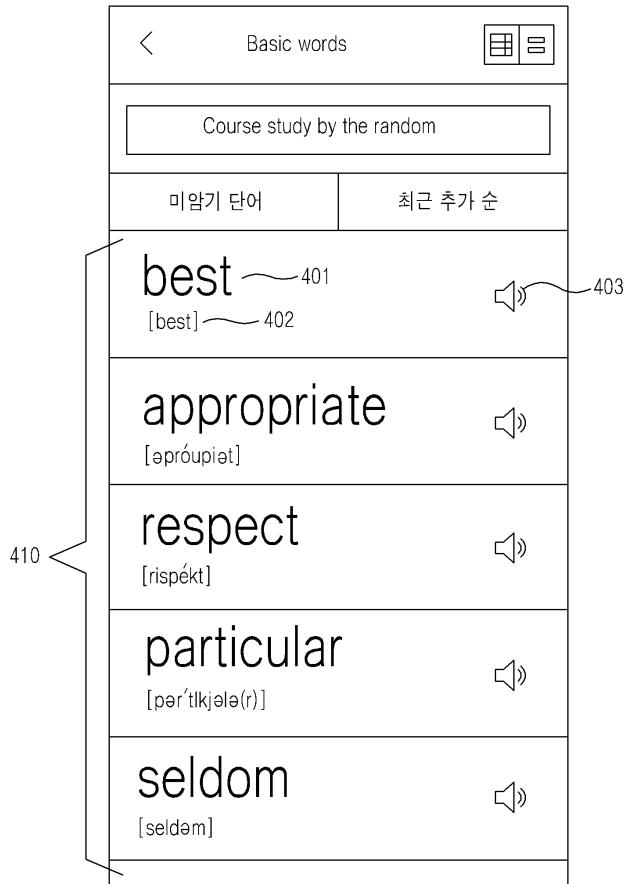 Basic words
Course study by the random
미암기 단어
최근 추가 순
best
401
403
[best]
402
appropriate
[əpróupiət]
410
respect
[rispékt]
particular
[pər′tlkjələ(r)]
seldom
[seldəm]